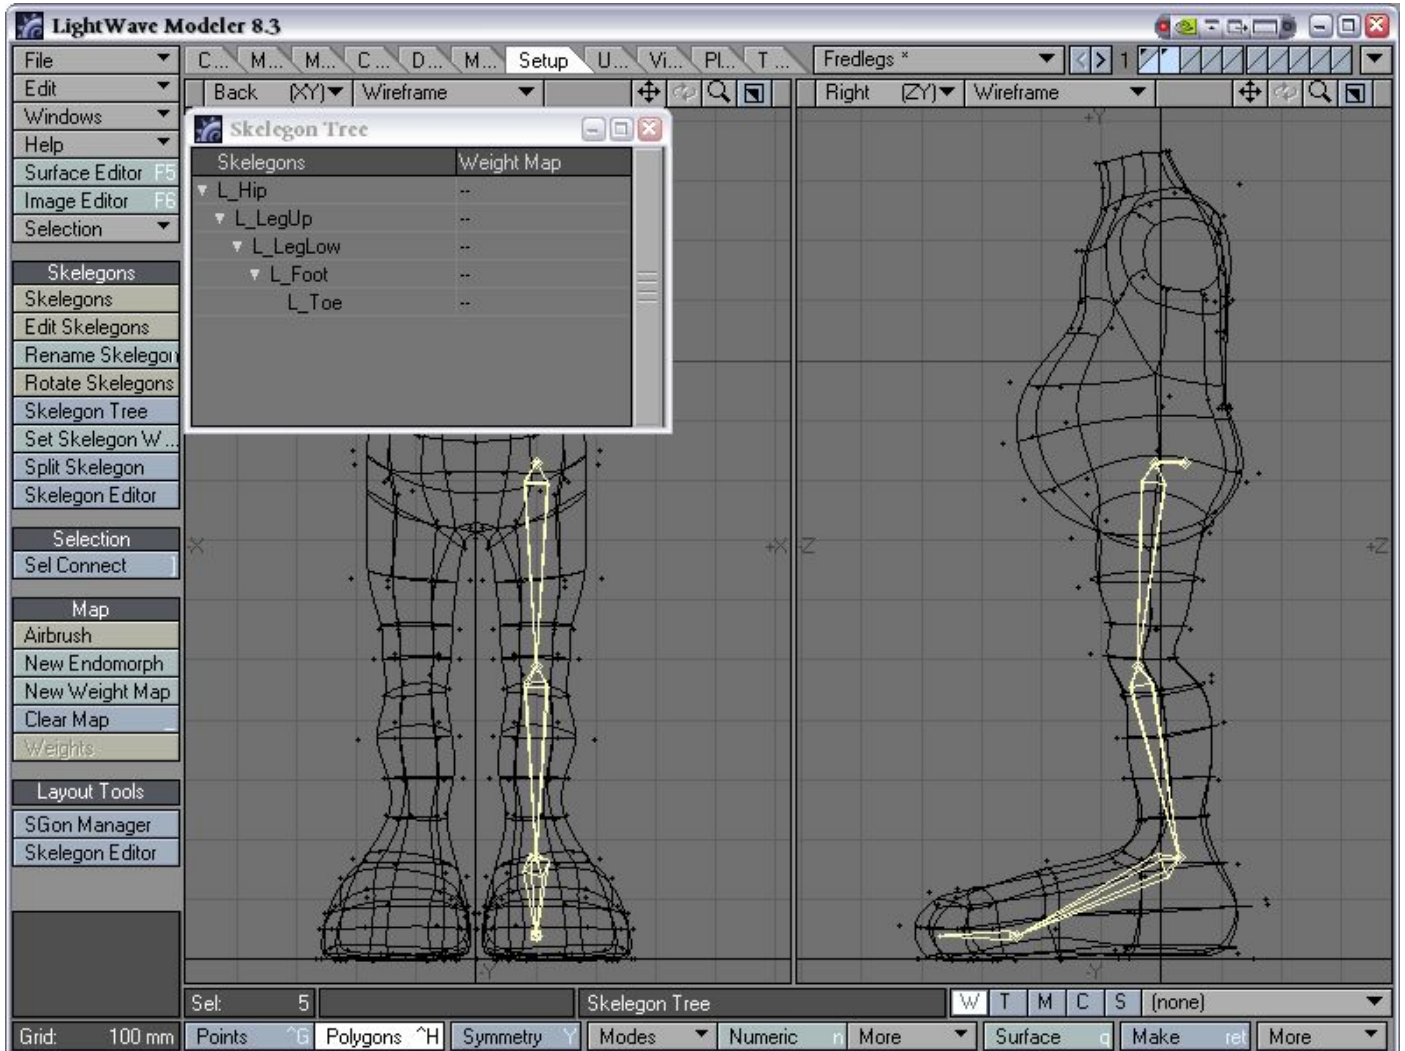 LightWave Modeler 8.3
File
Edit
Windows
Help
Surface Editor F5
Image Editor F6
Selection
C... M... M... C... D... M... Setup U... Vi... Pl... T...
Fredlegs *
1
Back (XY) Wireframe
Right (ZY) Wireframe
Skelegon Tree
Skelegons Weight Map
L_Hip --
L_LegUp --
L_LegLow --
L_Foot --
L_Toe --
Skelegons
Skelegons
Edit Skelegons
Rename Skelegon
Rotate Skelegons
Skelegon Tree
Set Skelegon W...
Split Skelegon
Skelegon Editor
Selection
Sel Connect ]
Map
Airbrush
New Endomorph
New Weight Map
Clear Map _
Weights
Layout Tools
SGon Manager
Skelegon Editor
+Y
-X
+X
-Z
+Z
-Y
-Y
Sel: 5
Skelegon Tree
W T M C S (none)
Grid: 100 mm
Points ^G
Polygons ^H
Symmetry Y
Modes
Numeric n
More
Surface q
Make ret
More